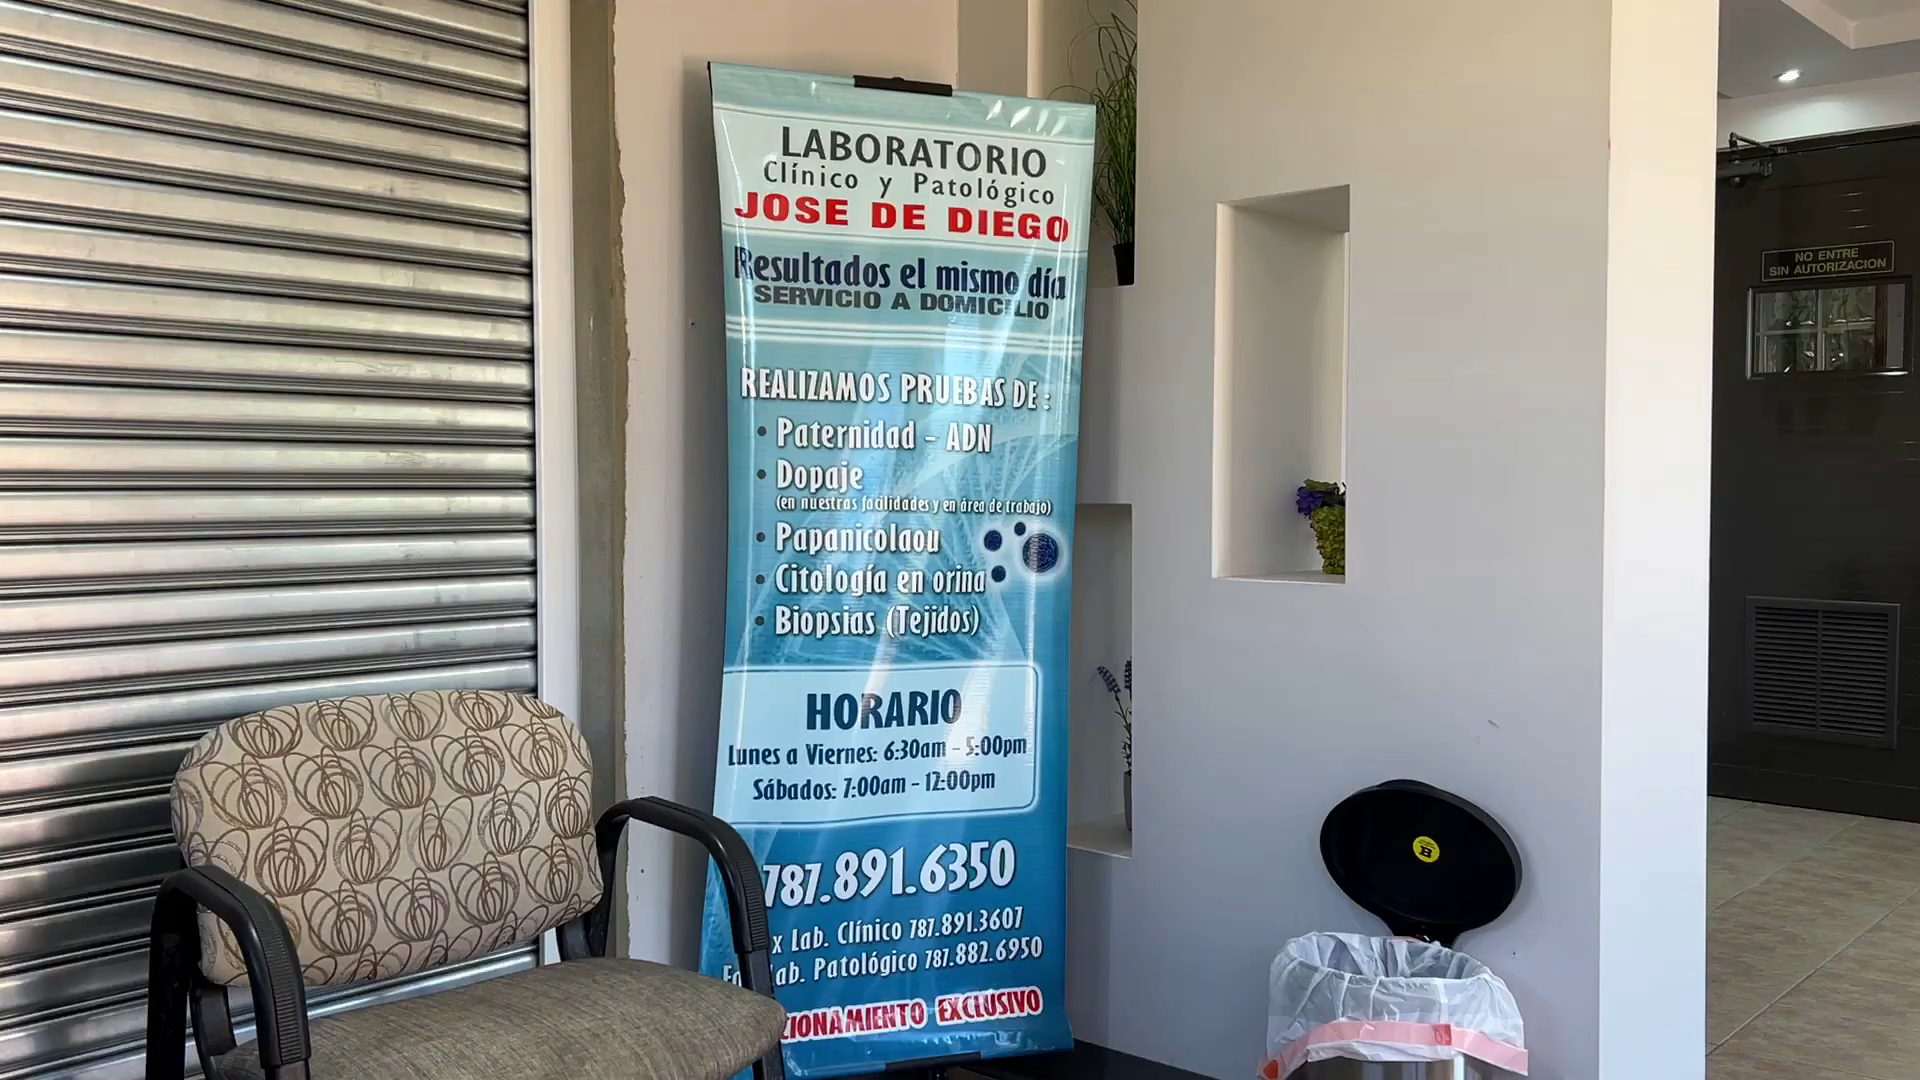 LABORATORIO
Clínico y Patológico
JOSE DE DIEGO
Resultados el mismo día
SERVICIO A DOMICILIO
REALIZAMOS PRUEBAS DE :
• Paternidad - ADN
• Dopaje
(en nuestras facilidades y en área de trabajo)
• Papanicolaou
• Citología en orina
• Biopsias (Tejidos)
HORARIO
Lunes a Viernes: 6:30am - 5:00pm
Sábados: 7:00am - 12:00pm
787.891.6350
x Lab. Clínico 787.891.3607
ab. Patológico 787.882.6950
CIONAMIENTO EXCLUSIVO
NO ENTRE
SIN AUTORIZACION